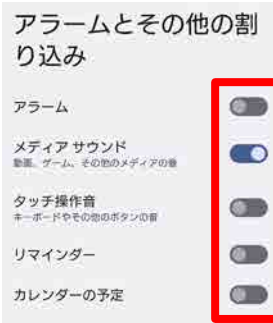 アラームとその他の割
り込み
アラーム
メディア サウンド
動画、ゲーム、その他のメディアの音
タッチ操作音
キーボードやその他のボタンの音
リマインダー
カレンダーの予定